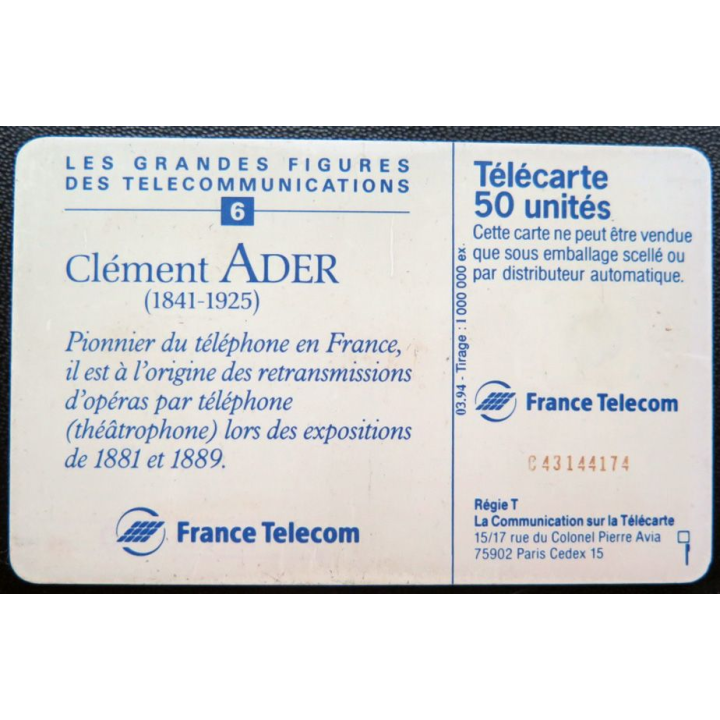 LES GRANDES FIGURES
DES TELECOMMUNICATIONS
6
Clément ADER
(1841-1925)
Pionnier du téléphone en France,
il est à l'origine des retransmissions
d'opéras par téléphone
(théâtrophone) lors des expositions
de 1881 et 1889.
France Telecom
03.94 - Tirage : 1 000 000 ex.
Télécarte
50 unités
Cette carte ne peut être vendue
que sous emballage scellé ou
par distributeur automatique.
France Telecom
C43144174
Régie T
La Communication sur la Télécarte
15/17 rue du Colonel Pierre Avia
75902 Paris Cedex 15